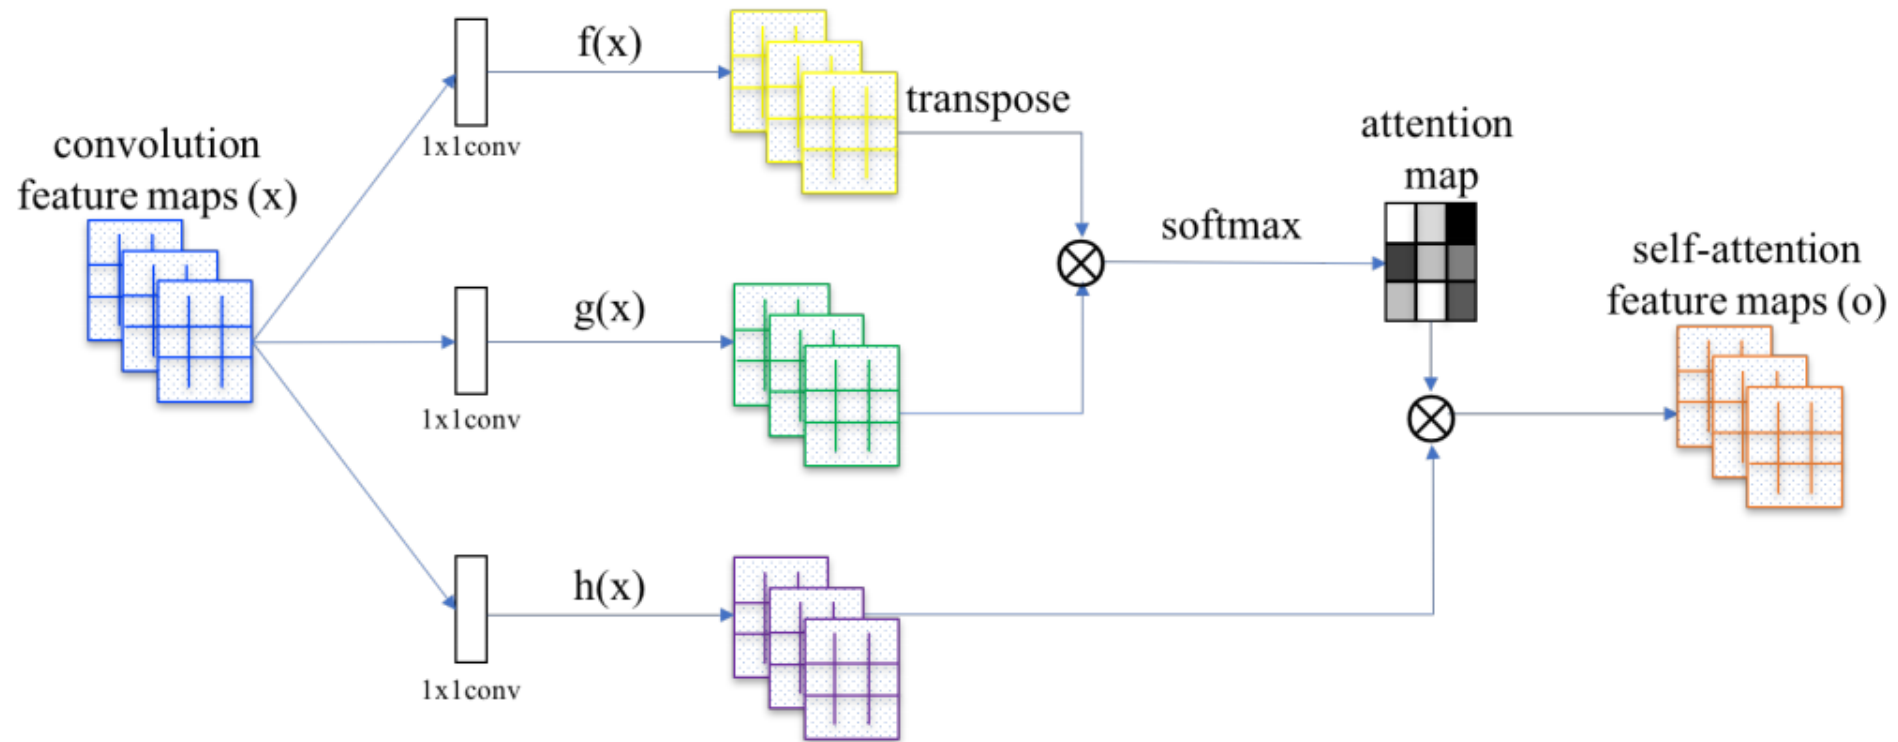 convolution
feature maps (x)
1x1conv
f(x)
transpose
1x1conv
g(x)
1x1conv
h(x)
softmax
attention
map
self-attention
feature maps (o)